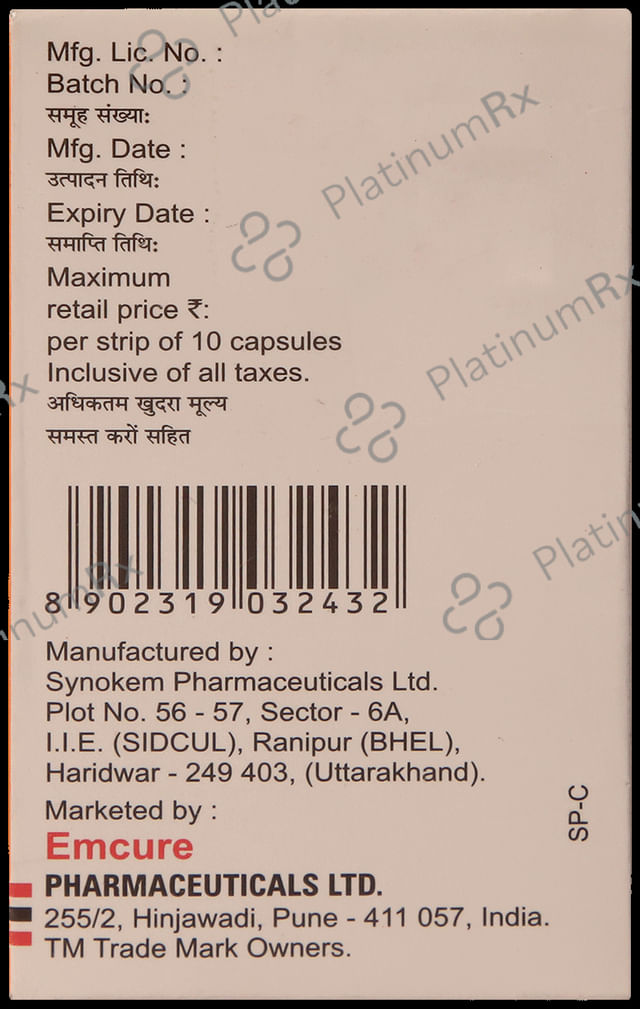 Mfg. Lic. No. :
Batch No. :
समूह संख्या:
Mfg. Date :
उत्पादन तिथि:
Expiry Date :
समाप्ति तिथि:
Maximum
retail price ₹:
per strip of 10 capsules
Inclusive of all taxes.
अधिकतम खुदरा मूल्य
समस्त करों सहित
8 902319 032432
Manufactured by :
Synokem Pharmaceuticals Ltd.
Plot No. 56 - 57, Sector - 6A,
I.I.E. (SIDCUL), Ranipur (BHEL),
Haridwar - 249 403, (Uttarakhand).
Marketed by :
Emcure
PHARMACEUTICALS LTD.
255/2, Hinjawadi, Pune - 411 057, India.
TM Trade Mark Owners.
SP-C
PlatinumRx
PlatinumRx